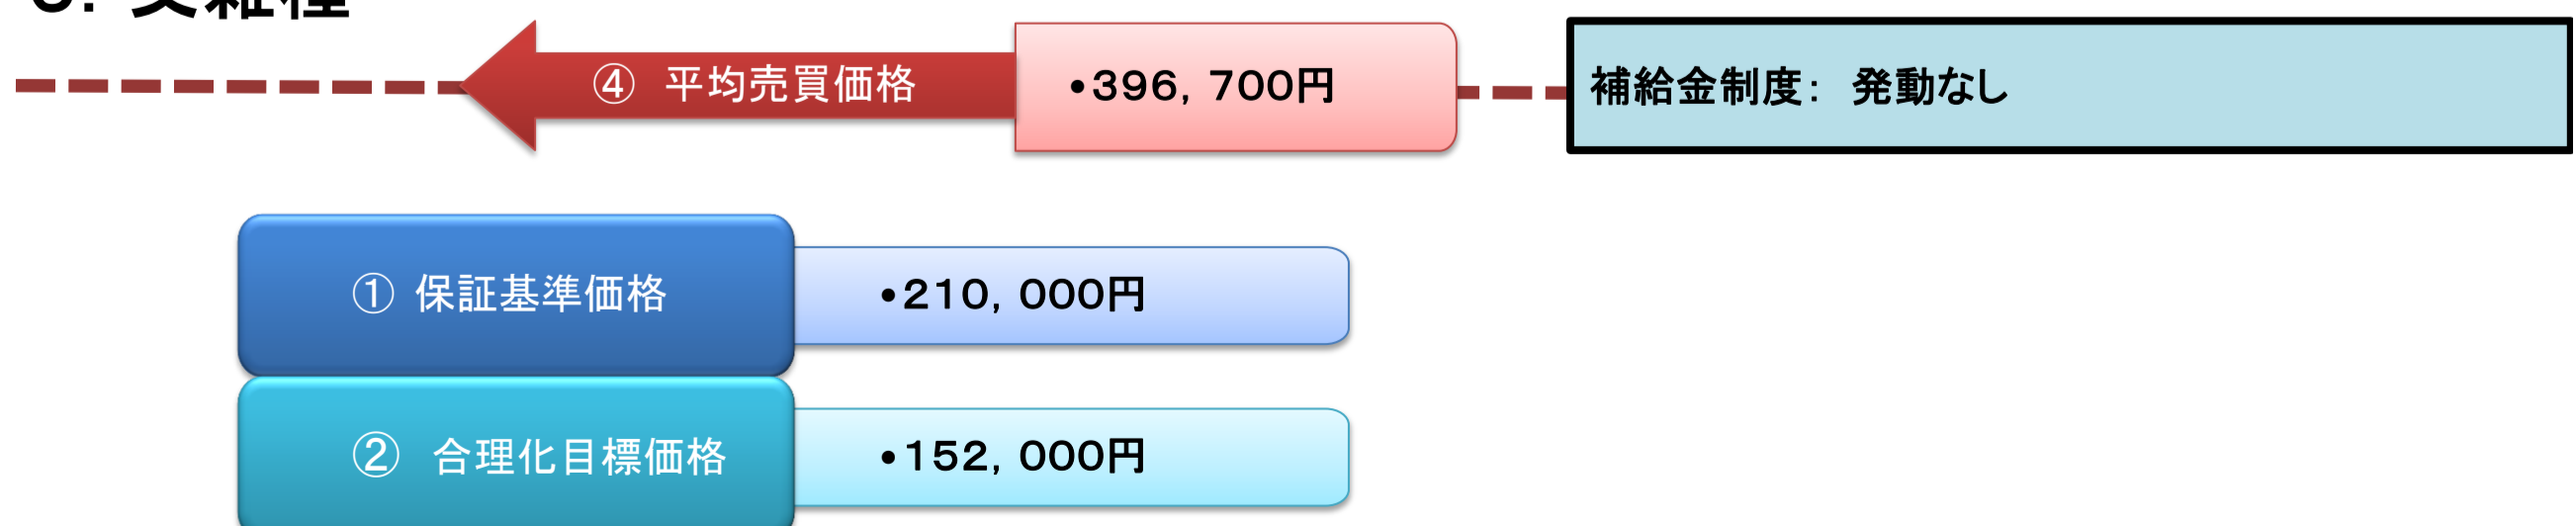 ④ 平均売買価格
•396，700円
補給金制度： 発動なし
① 保証基準価格
•210，000円
② 合理化目標価格
•152，000円